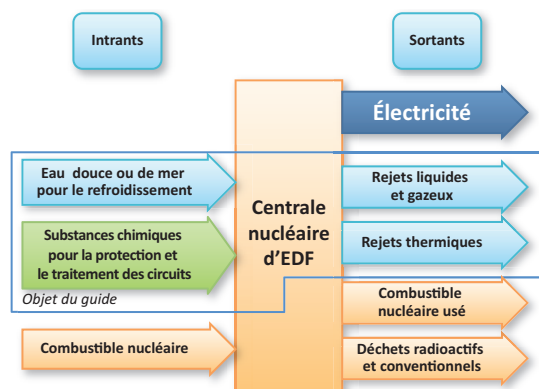 Intrants
Sortants
Électricité
Eau douce ou de mer
pour le refroidissement
Substances chimiques
pour la protection et
le traitement des circuits
Objet du guide
Combustible nucléaire
Centrale
nucléaire
d'EDF
Rejets liquides
et gazeux
Rejets thermiques
Combustible
nucléaire usé
Déchets radioactifs
et conventionnels